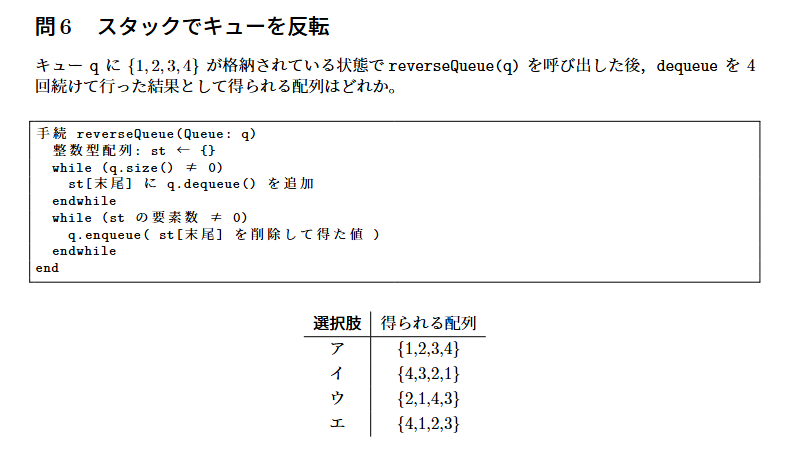 問6　スタックでキューを反転
キュー q に {1, 2, 3, 4} が格納されている状態で reverseQueue(q) を呼び出した後，dequeue を 4
回続けて行った結果として得られる配列はどれか。
手続 reverseQueue(Queue: q)
  整数型配列: st ← {}
  while (q.size() ≠ 0)
    st[末尾] に q.dequeue() を追加
  endwhile
  while (st の要素数 ≠ 0)
    q.enqueue( st[末尾] を削除して得た値 )
  endwhile
end
選択肢 得られる配列
ア {1,2,3,4}
イ {4,3,2,1}
ウ {2,1,4,3}
エ {4,1,2,3}